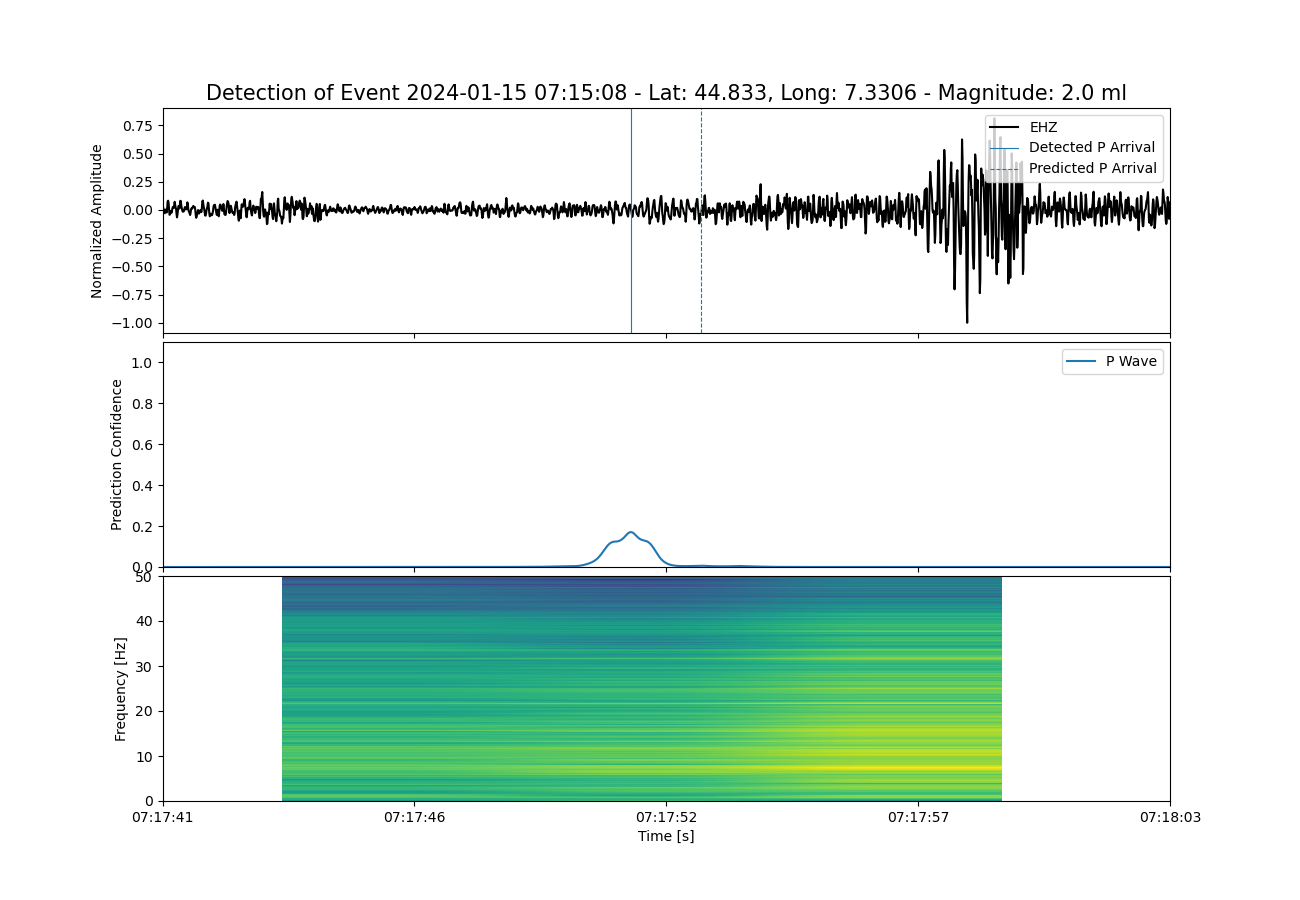 Detection of Event 2024-01-15 07:15:08 - Lat: 44.833, Long: 7.3306 - Magnitude: 2.0 ml
Normalized Amplitude
0.75
0.50
0.25
0.00
−0.25
−0.50
−0.75
−1.00
EHZ
Detected P Arrival
Predicted P Arrival
Prediction Confidence
1.0
0.8
0.6
0.4
0.2
0.0
P Wave
Frequency [Hz]
50
40
30
20
10
0
07:17:41
07:17:46
07:17:52
07:17:57
07:18:03
Time [s]